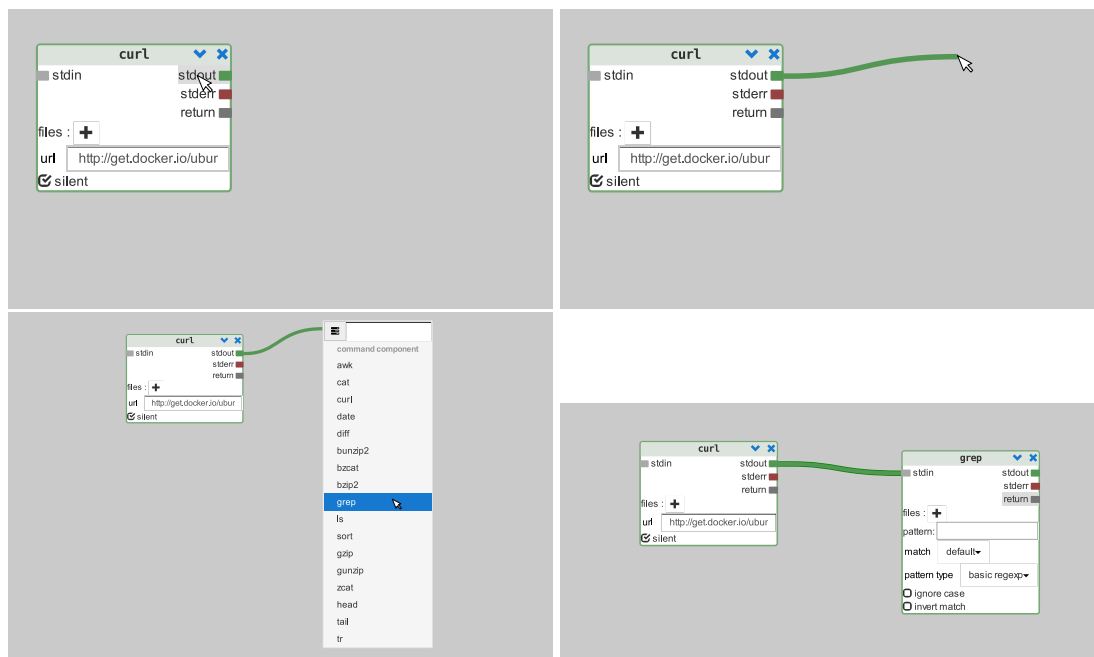 curl
stdin stdout
stderr
return
files :
url http://get.docker.io/ubur
silent
curl
stdin stdout
stderr
return
files :
url http://get.docker.io/ubur
silent
curl
stdin stdout
stderr
return
files :
url http://get.docker.io/ubur
silent
command component
awk
cat
curl
date
diff
bunzip2
bzcat
bzip2
grep
ls
sort
gzip
gunzip
zcat
head
tail
tr
curl
stdin stdout
stderr
return
files :
url http://get.docker.io/ubur
silent
grep
stdin stdout
stderr
return
files :
pattern:
match default
pattern type basic regexp
ignore case
invert match